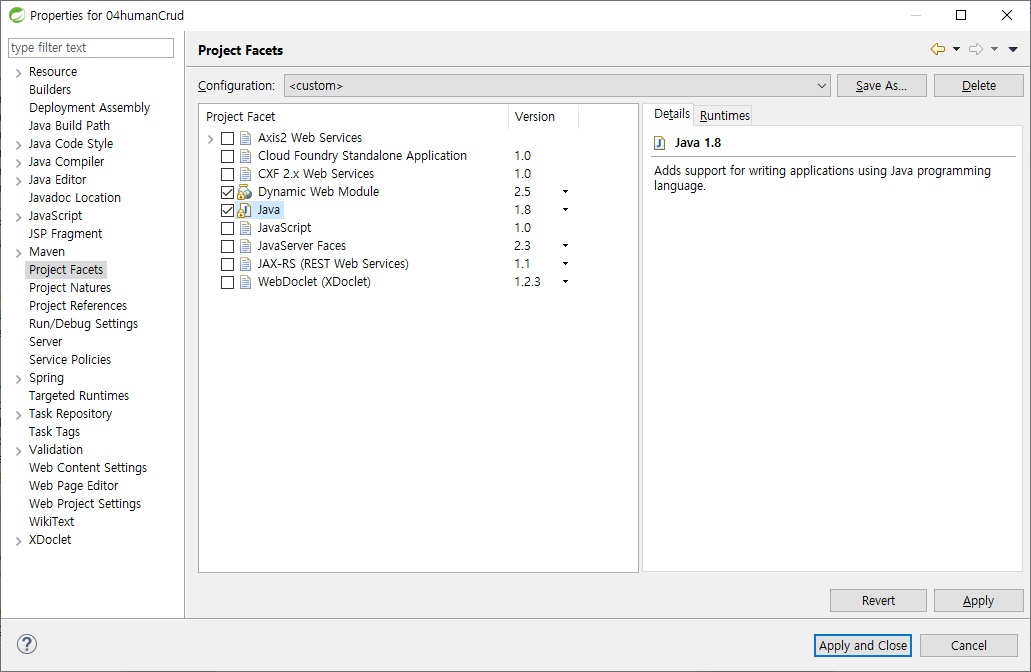 Properties for 04humanCrud
type filter text
Resource
Builders
Deployment Assembly
Java Build Path
Java Code Style
Java Compiler
Java Editor
Javadoc Location
JavaScript
JSP Fragment
Maven
Project Facets
Project Natures
Project References
Run/Debug Settings
Server
Service Policies
Spring
Targeted Runtimes
Task Repository
Task Tags
Validation
Web Content Settings
Web Page Editor
Web Project Settings
WikiText
XDoclet
Project Facets
Configuration: <custom> Save As... Delete
Project Facet Version
Axis2 Web Services
Cloud Foundry Standalone Application 1.0
CXF 2.x Web Services 1.0
Dynamic Web Module 2.5
Java 1.8
JavaScript 1.0
JavaServer Faces 2.3
JAX-RS (REST Web Services) 1.1
WebDoclet (XDoclet) 1.2.3
Details Runtimes
Java 1.8
Adds support for writing applications using Java programming
language.
Revert Apply
? Apply and Close Cancel